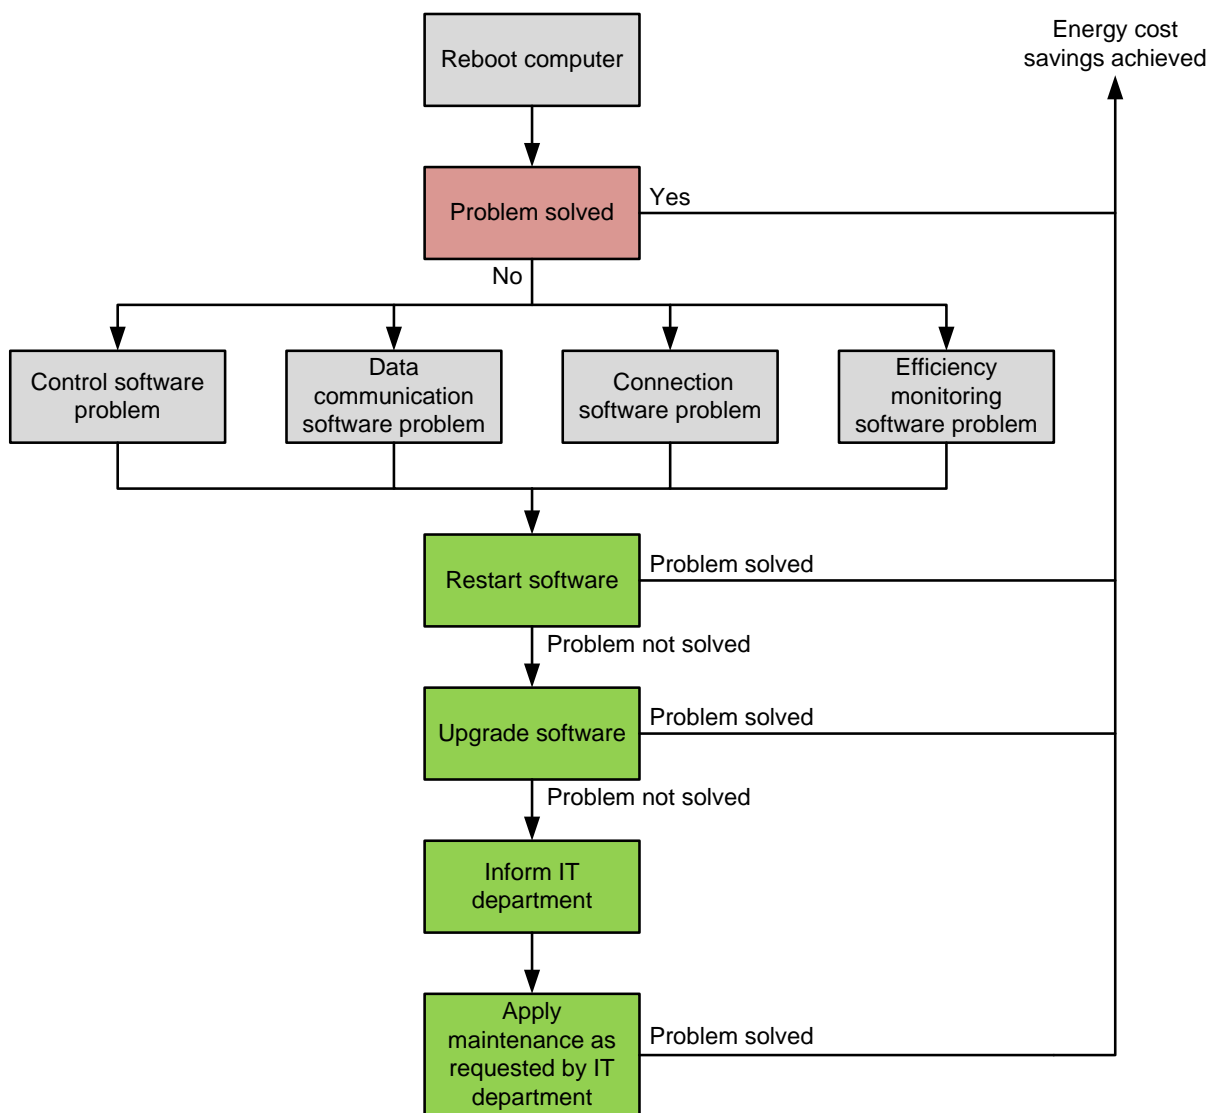 Energy cost
savings achieved
Reboot computer
Problem solved
Yes
No
Control software
problem
Data
communication
software problem
Connection
software problem
Efficiency
monitoring
software problem
Restart software
Problem solved
Problem not solved
Upgrade software
Problem solved
Problem not solved
Inform IT
department
Apply
maintenance as
requested by IT
department
Problem solved